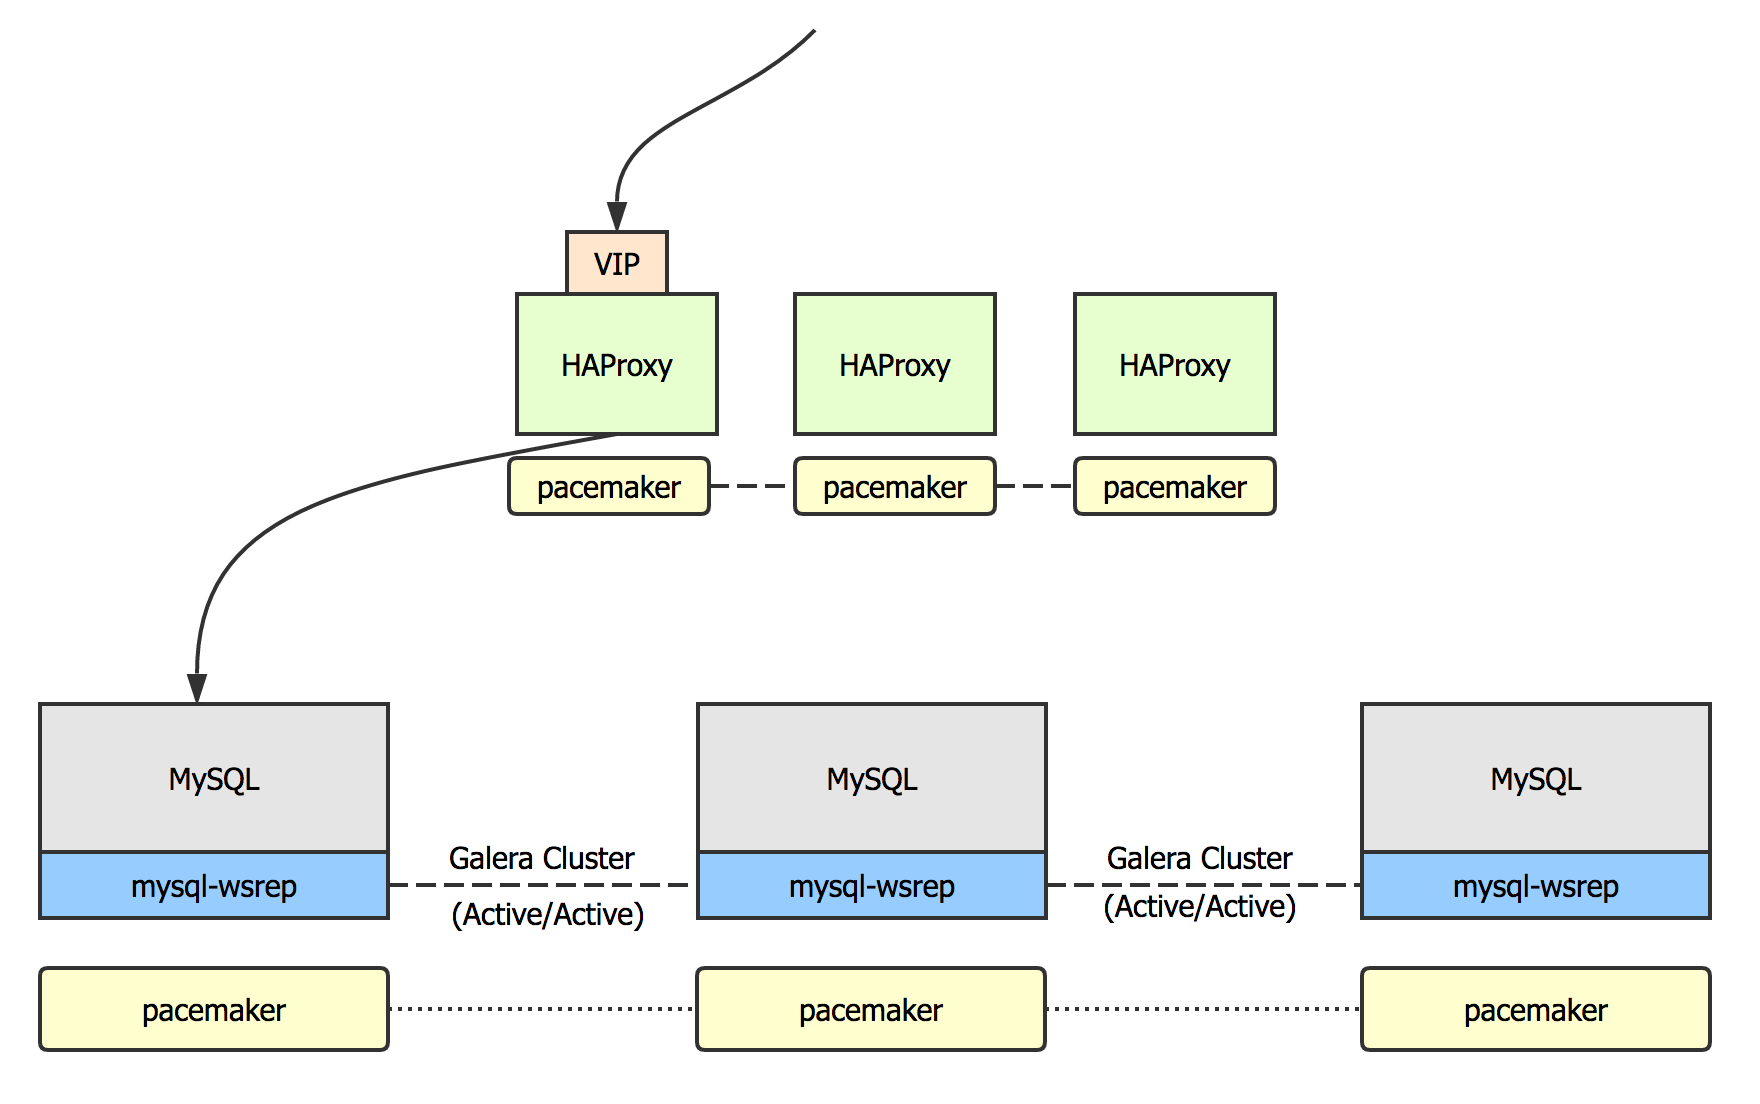 VIP
HAProxy
HAProxy
HAProxy
pacemaker
pacemaker
pacemaker
MySQL
MySQL
MySQL
Galera Cluster
Galera Cluster
mysql-wsrep
mysql-wsrep
mysql-wsrep
(Active/Active)
(Active/Active)
pacemaker
pacemaker
pacemaker